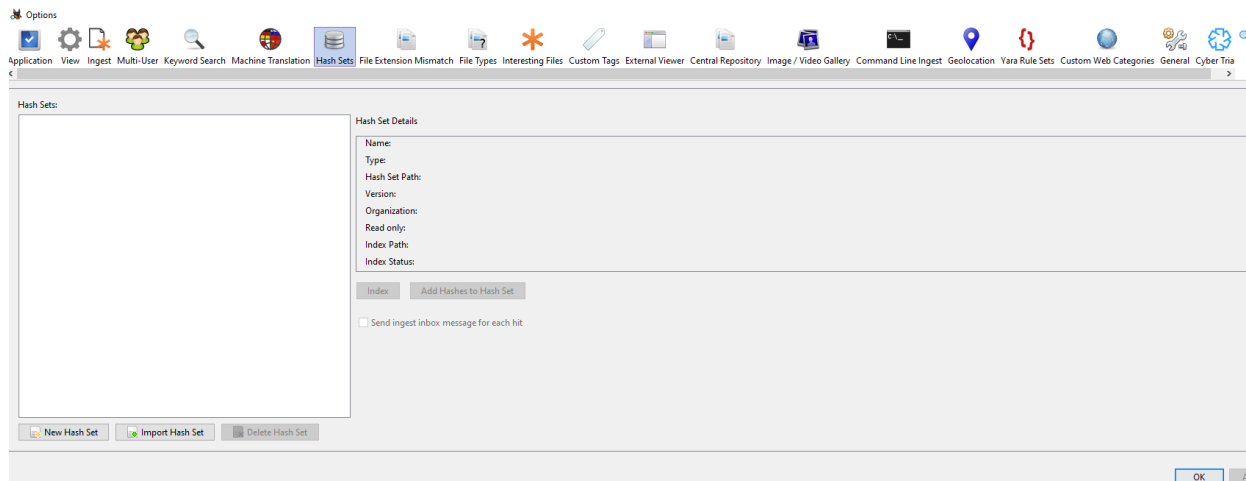 Options
Application View Ingest Multi-User Keyword Search Machine Translation Hash Sets File Extension Mismatch File Types Interesting Files Custom Tags External Viewer Central Repository Image / Video Gallery Command Line Ingest Geolocation Yara Rule Sets Custom Web Categories General Cyber Tria
Hash Sets:
Hash Set Details
Name:
Type:
Hash Set Path:
Version:
Organization:
Read only:
Index Path:
Index Status:
Index Add Hashes to Hash Set
Send ingest inbox message for each hit
New Hash Set Import Hash Set Delete Hash Set
OK